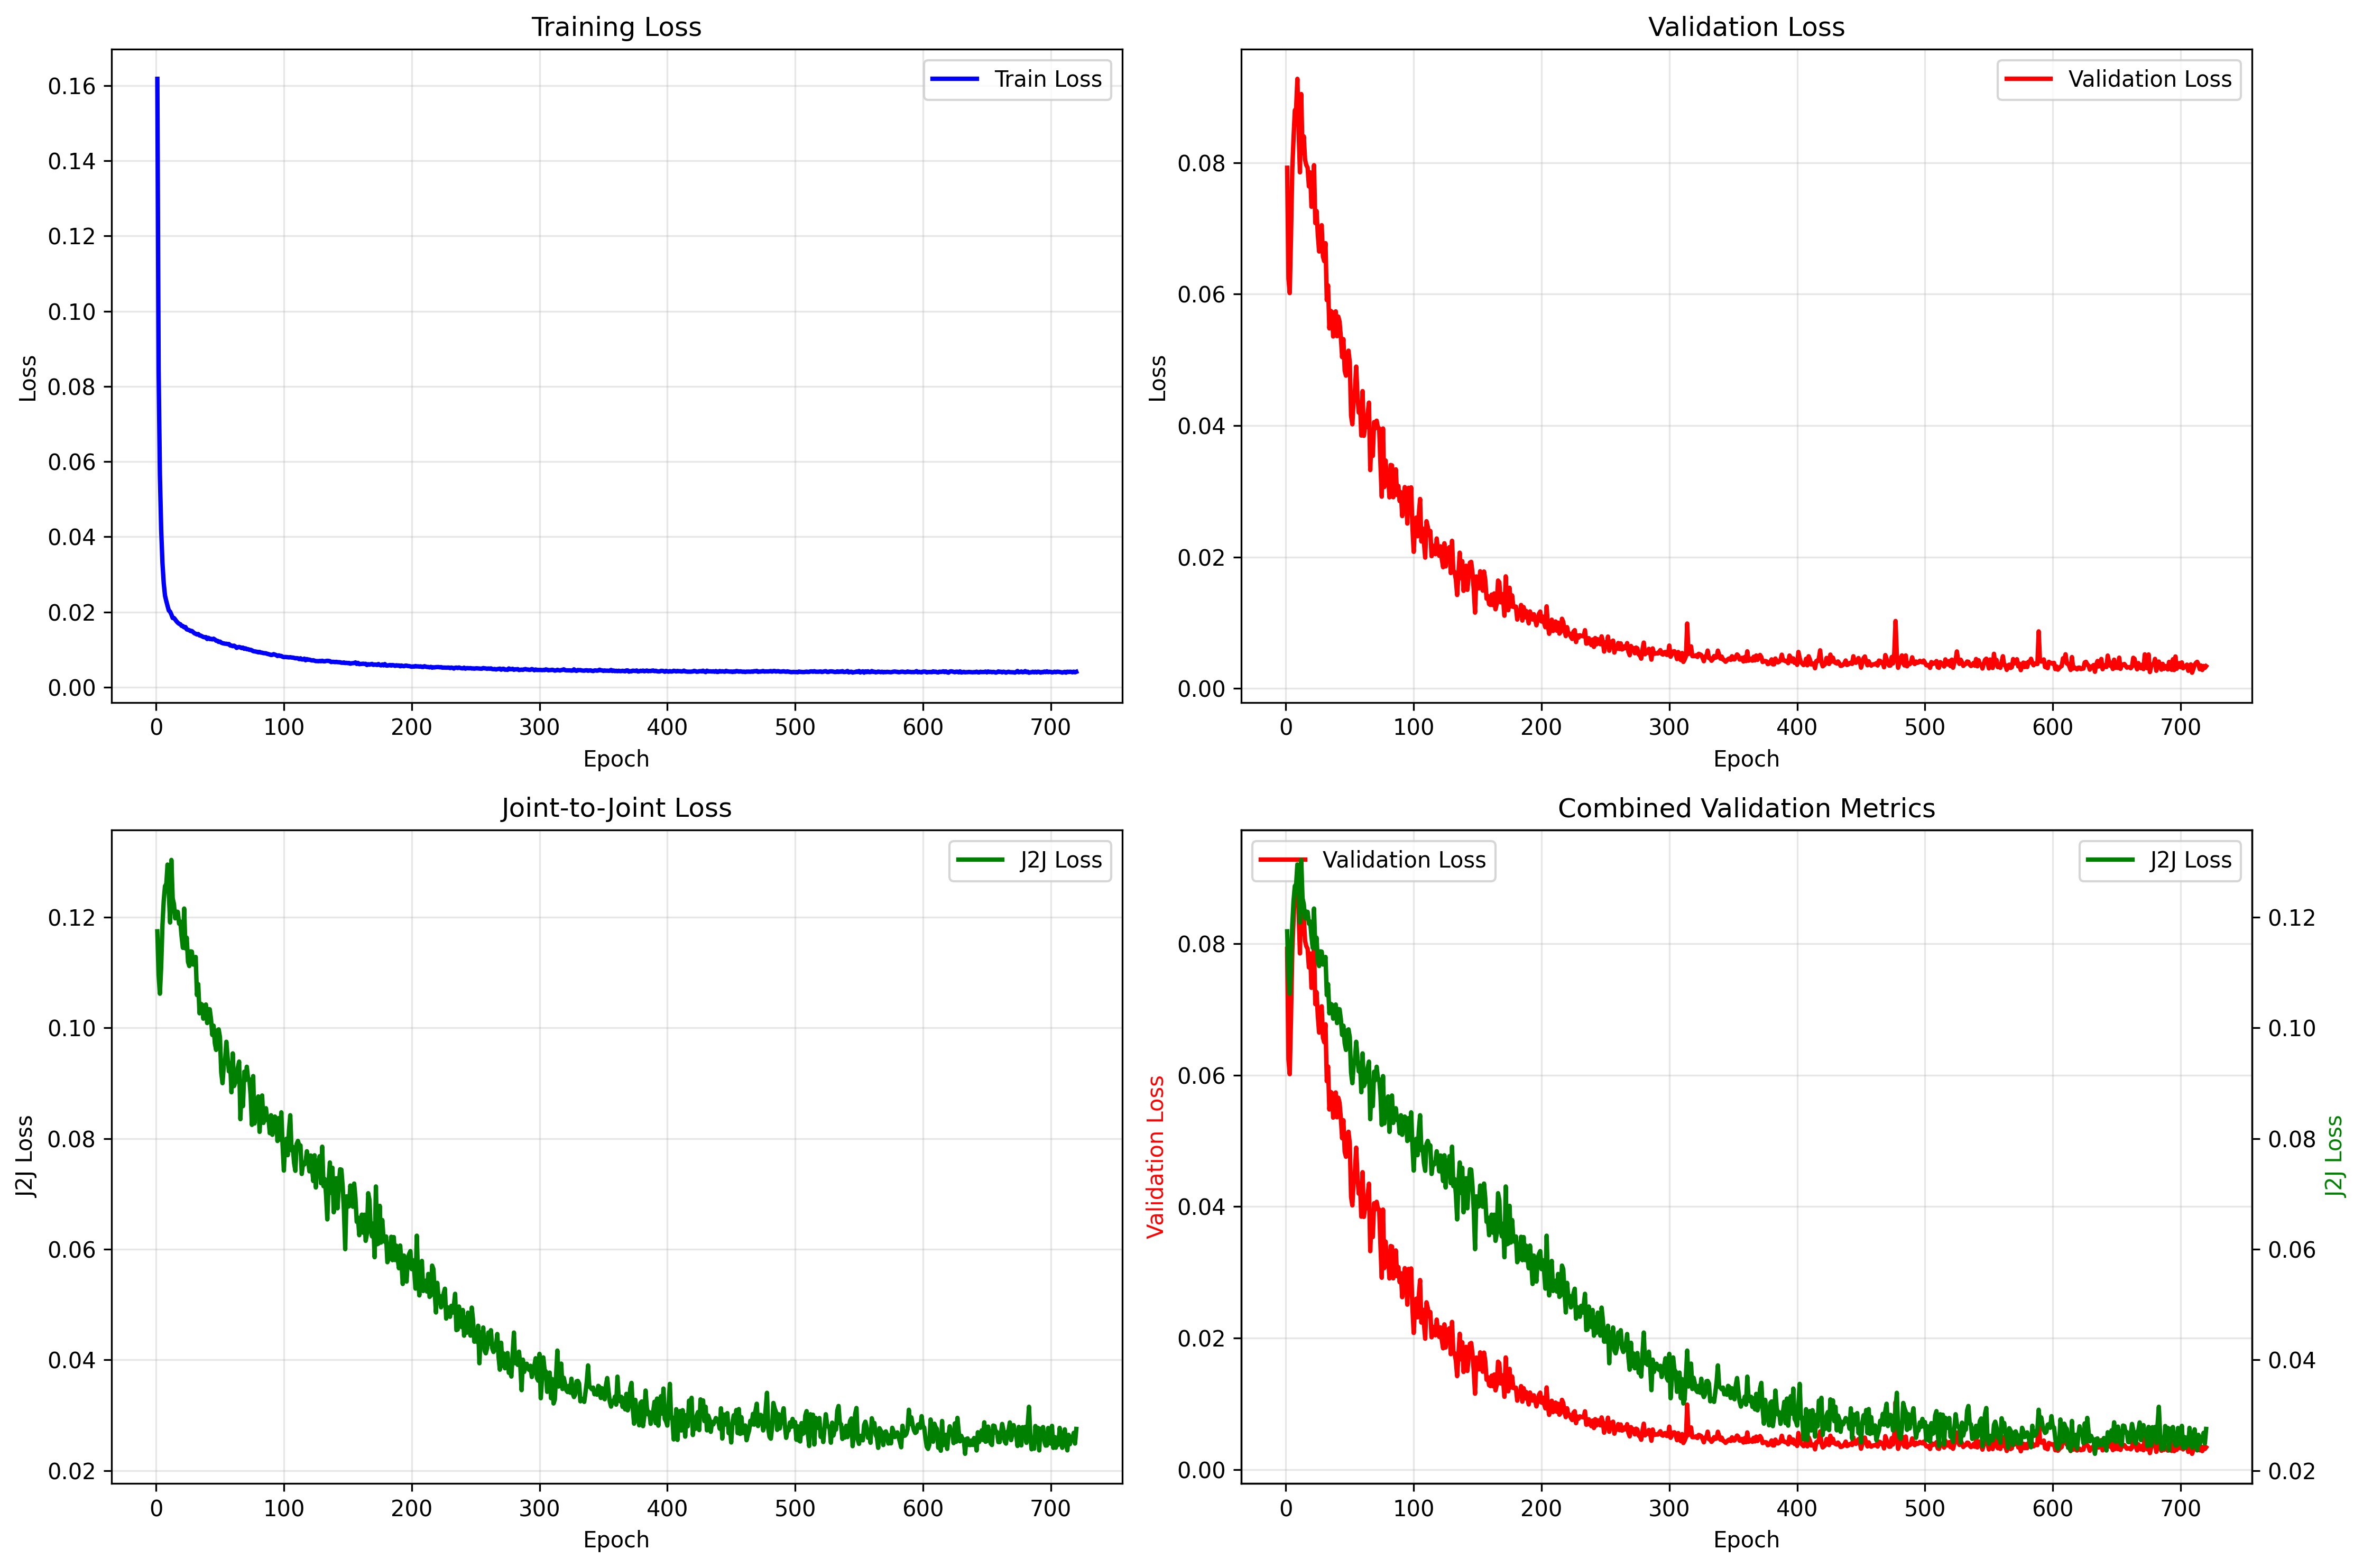 Training Loss
Train Loss
0.16
0.14
0.12
0.10
0.08
0.06
0.04
0.02
0.00
Loss
0 100 200 300 400 500 600 700
Epoch
Validation Loss
Validation Loss
0.08
0.06
0.04
0.02
0.00
Loss
0 100 200 300 400 500 600 700
Epoch
Joint-to-Joint Loss
J2J Loss
0.12
0.10
0.08
0.06
0.04
0.02
J2J Loss
0 100 200 300 400 500 600 700
Epoch
Combined Validation Metrics
Validation Loss
J2J Loss
0.08
0.06
0.04
0.02
0.00
Validation Loss
0.12
0.10
0.08
0.06
0.04
0.02
J2J Loss
0 100 200 300 400 500 600 700
Epoch